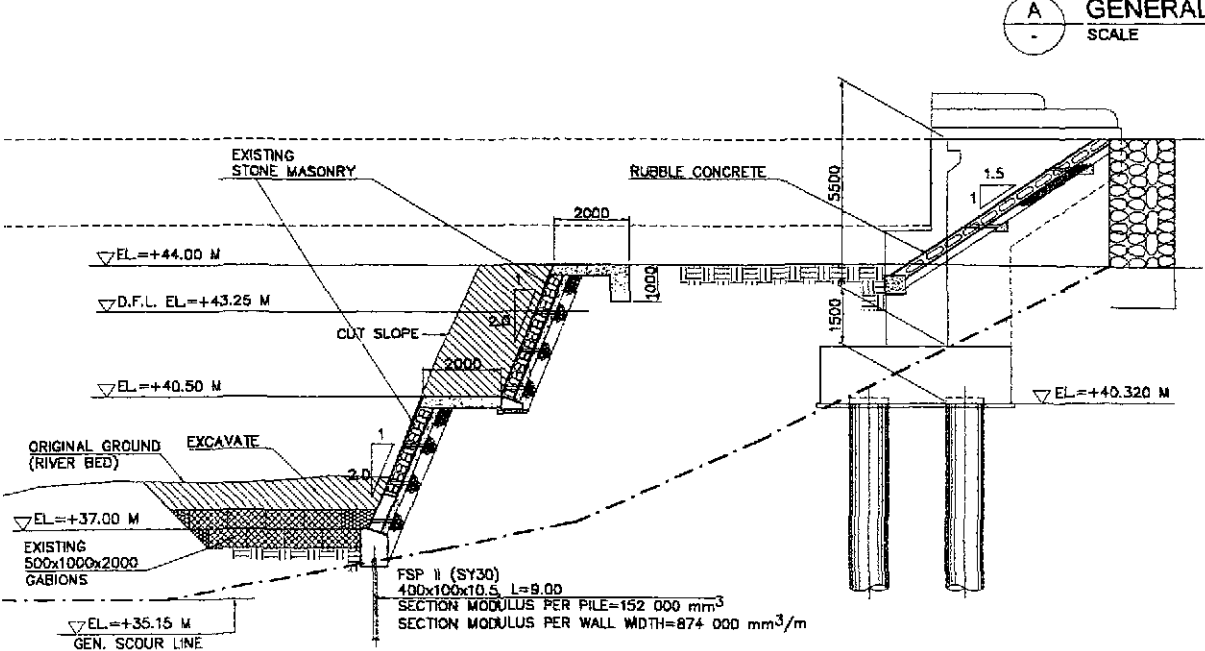 A
GENERAL
-
SCALE
EXISTING
STONE MASONRY
RUBBLE CONCRETE
1.5
1
5500
2000
EL=+44.00 M
1000
D.F.L. EL=+43.25 M
1
2.0
CUT SLOPE
1500
2000
EL=+40.50 M
EL=+40.320 M
ORIGINAL GROUND
(RIVER BED)
EXCAVATE
1
2.0
EL=+37.00 M
EXISTING
500x1000x2000
GABIONS
FSP II (SY30)
400x100x10.5, L=9.00
SECTION MODULUS PER PILE=152 000 mm³
SECTION MODULUS PER WALL WIDTH=874 000 mm³/m
EL=+35.15 M
GEN. SCOUR LINE